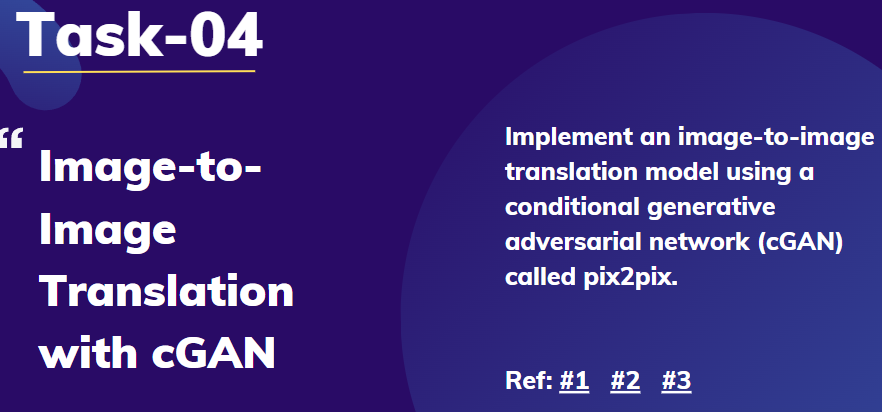 Task-04
“
Image-to-
Image
Translation
with cGAN
Implement an image-to-image
translation model using a
conditional generative
adversarial network (cGAN)
called pix2pix.
Ref: #1 #2 #3